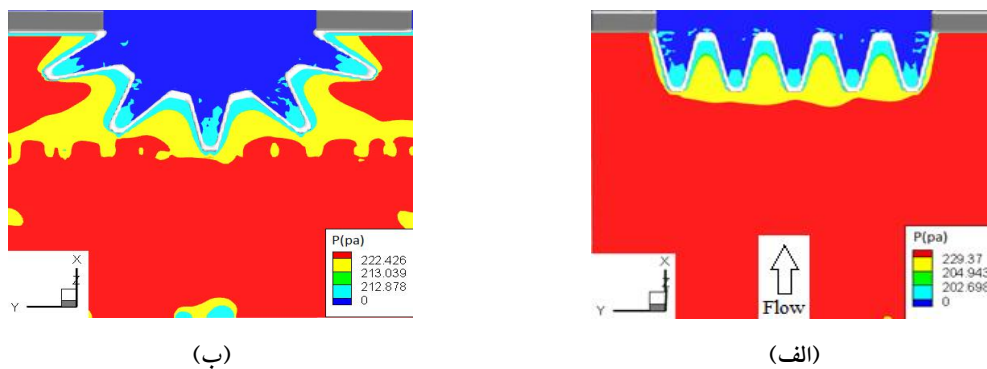 P(pa)
222.426
213.039
212.878
0
X
Z
Y
(ب)
P(pa)
229.37
204.943
202.698
0
X
Z
Y
Flow
(الف)